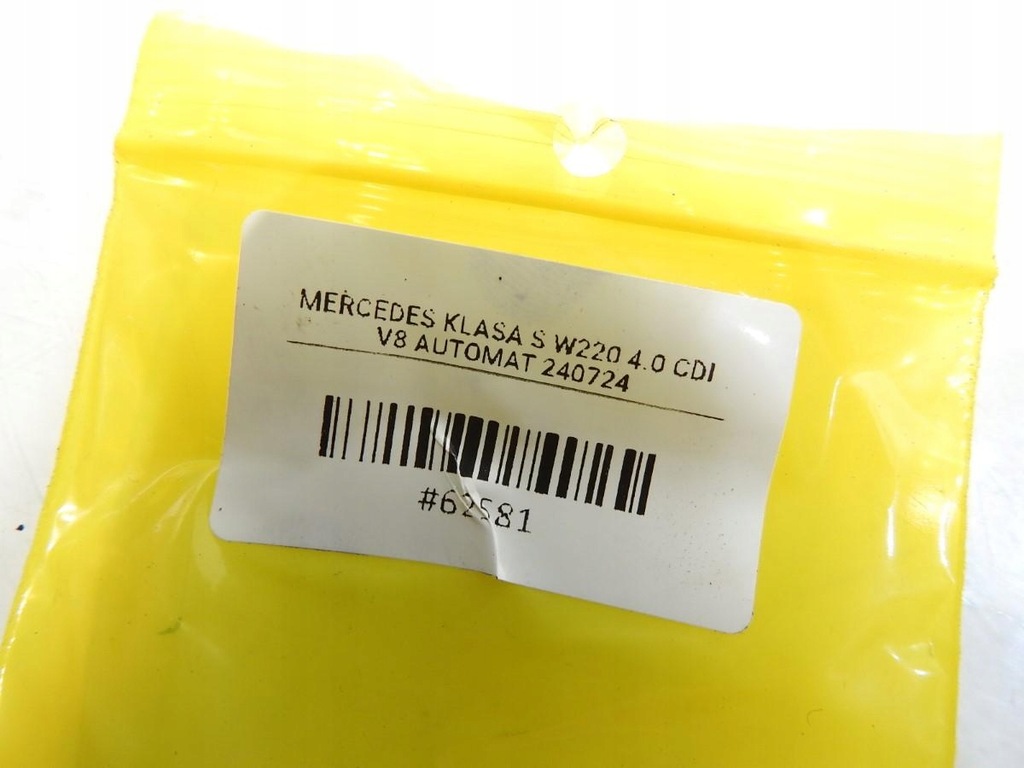 MERCEDES KLASA S W220 4.0 CDI
V8 AUTOMAT 240724
#62581